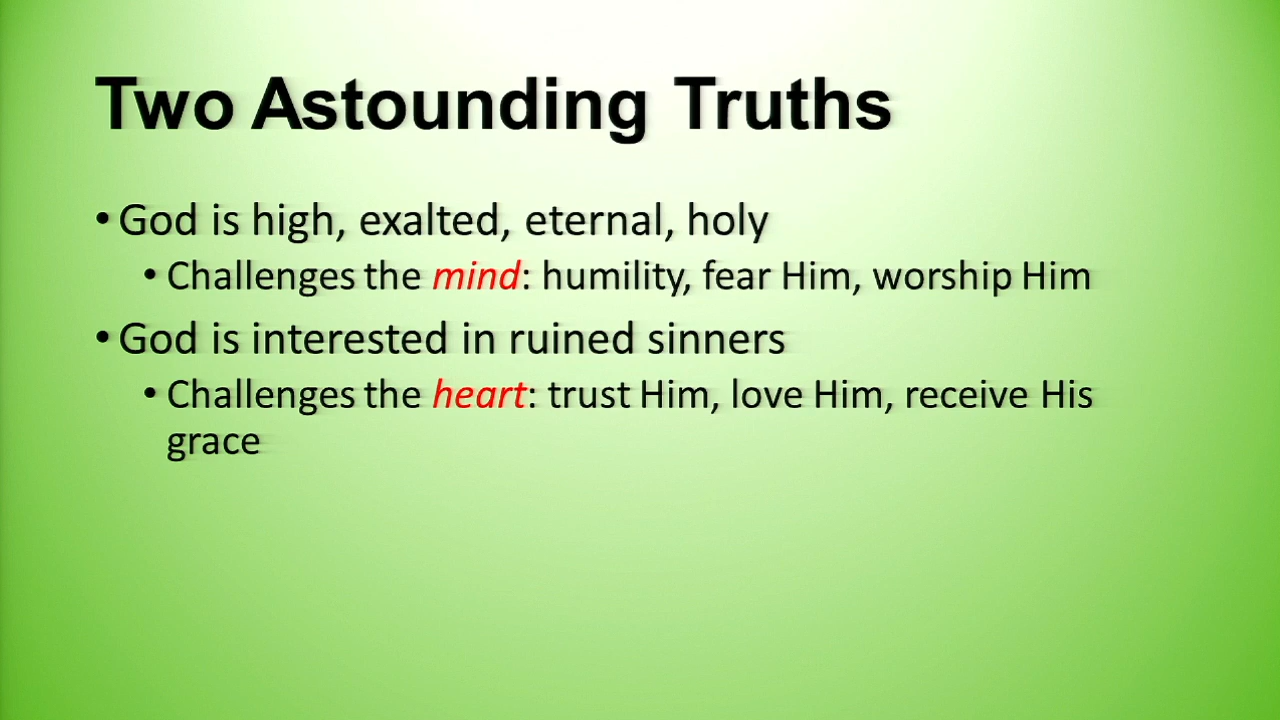 Two Astounding Truths
• God is high, exalted, eternal, holy
• Challenges the mind: humility, fear Him, worship Him
• God is interested in ruined sinners
• Challenges the heart: trust Him, love Him, receive His
grace